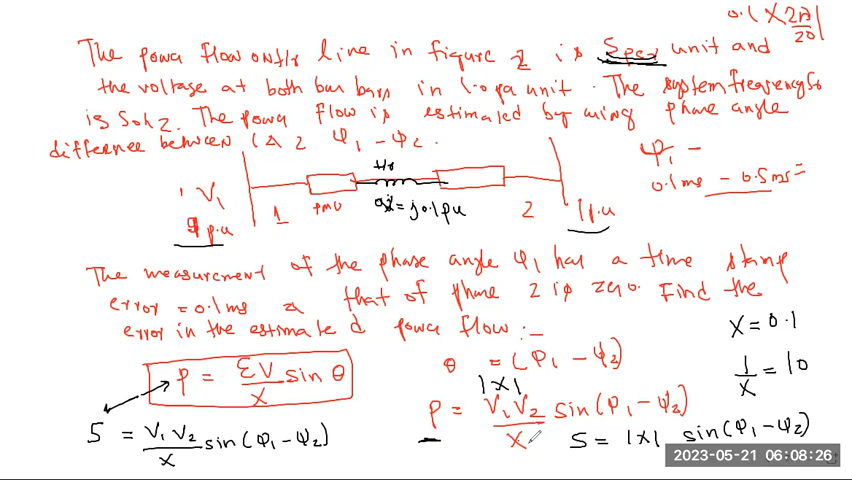 0.1 × 2π/20
The power flow on t/r line in figure 2 is 5 per unit and
the voltage at both bus bars in 1.0 pu unit. The system frequency
is 50hz. The power flow is estimated by using phase angle
difference between 1 & 2 φ1 - φ2.
φ1 -
0.1ms - 0.5ms =
V1
1
pmu
t/r
x = j0.1 pu
2
1 p.u
p.u
The measurement of the phase angle φ1 has a time stamp
error = 0.1ms & that of phase 2 is zero. Find the
error in the estimated power flow :-
X = 0.1
1/X = 10
P = EV/X sin θ
θ = (φ1 - φ2)
1×1
P = V1 V2/X sin(φ1 - φ2)
5 = V1 V2/X sin(φ1 - φ2)
5 = 1×1 sin(φ1 - φ2)
2023-05-21 06:08:26